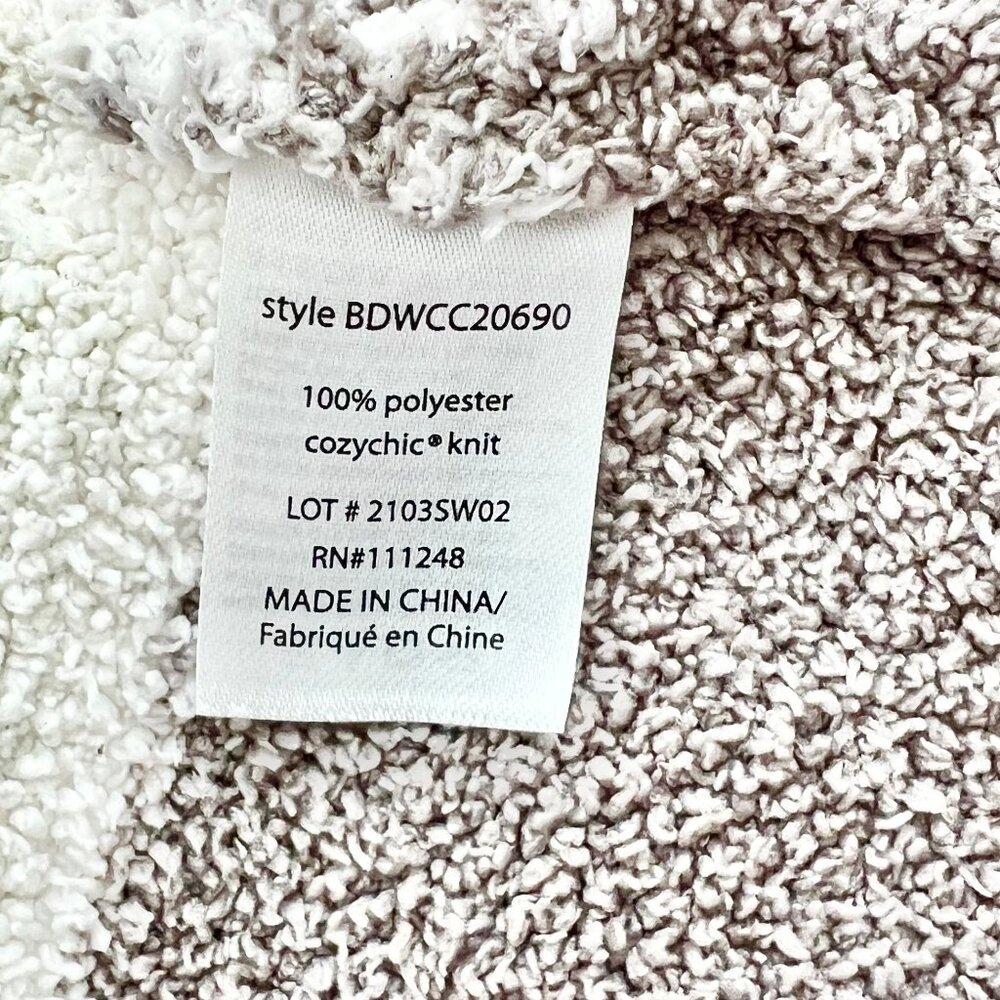 style BDWCC20690
100% polyester
cozychic® knit
LOT # 2103SW02
RN#111248
MADE IN CHINA/
Fabriqué en Chine